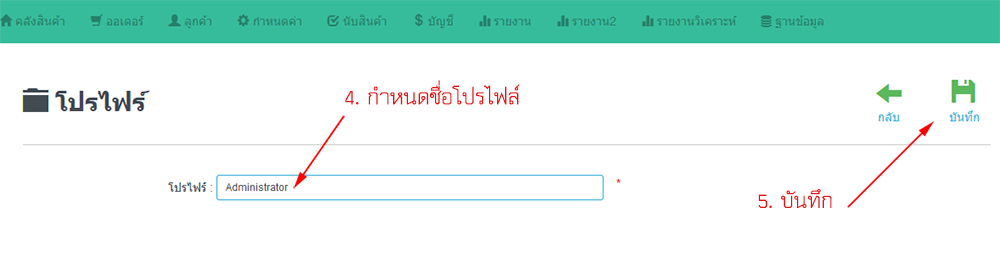 คลังสินค้า ออเดอร์ ลูกค้า กำหนดค่า นับสินค้า บัญชี รายงาน รายงาน2 รายงานวิเคราะห์ ฐานข้อมูล
โปรไฟร์
4. กำหนดชื่อโปรไฟล์
กลับ
บันทึก
โปรไฟร์ : Administrator *
5. บันทึก